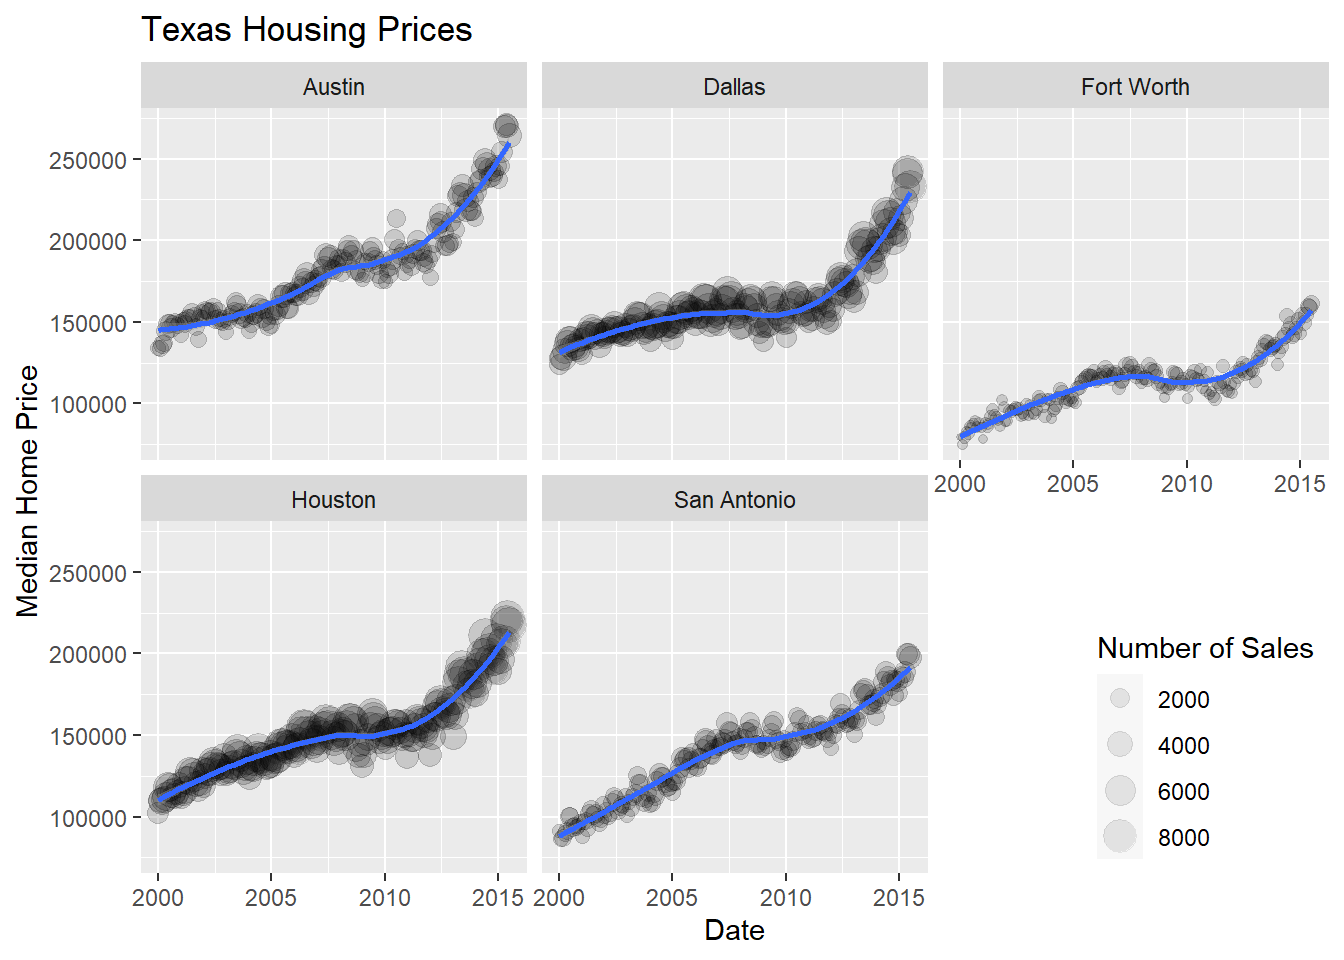 Texas Housing Prices
Austin
Dallas
Fort Worth
250000
200000
150000
100000
2000 2005 2010 2015
Houston
San Antonio
250000
200000
150000
100000
2000 2005 2010 2015
2000 2005 2010 2015
Median Home Price
Date
Number of Sales
2000
4000
6000
8000